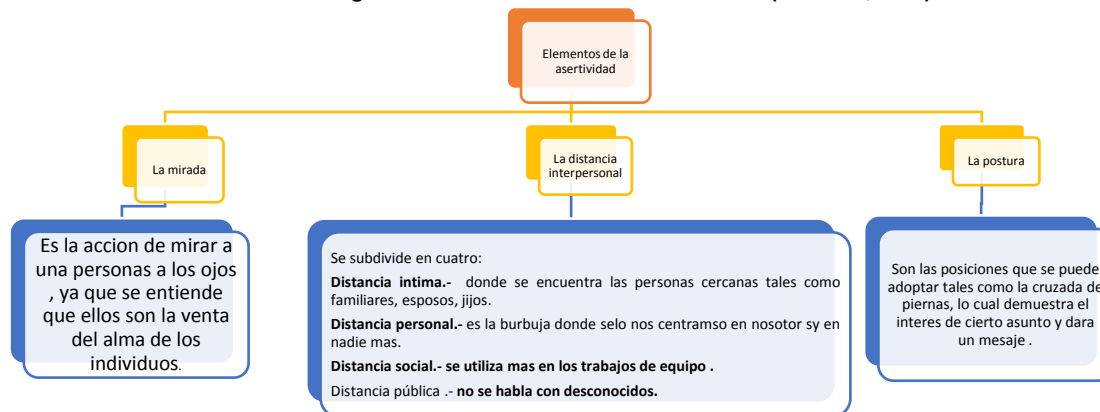 Elementos de la
asertividad
La mirada
La distancia
interpersonal
La postura
Es la accion de mirar a
una personas a los ojos
, ya que se entiende
que ellos son la venta
del alma de los
individuos.
Se subdivide en cuatro:
Distancia intima.- donde se encuentra las personas cercanas tales como
familiares, esposos, jijos.
Distancia personal.- es la burbuja donde selo nos centramso en nosotor sy en
nadie mas.
Distancia social.- se utiliza mas en los trabajos de equipo .
Distancia pública .- no se habla con desconocidos.
Son las posiciones que se puede
adoptar tales como la cruzada de
piernas, lo cual demuestra el
interes de cierto asunto y dara
un mesaje .